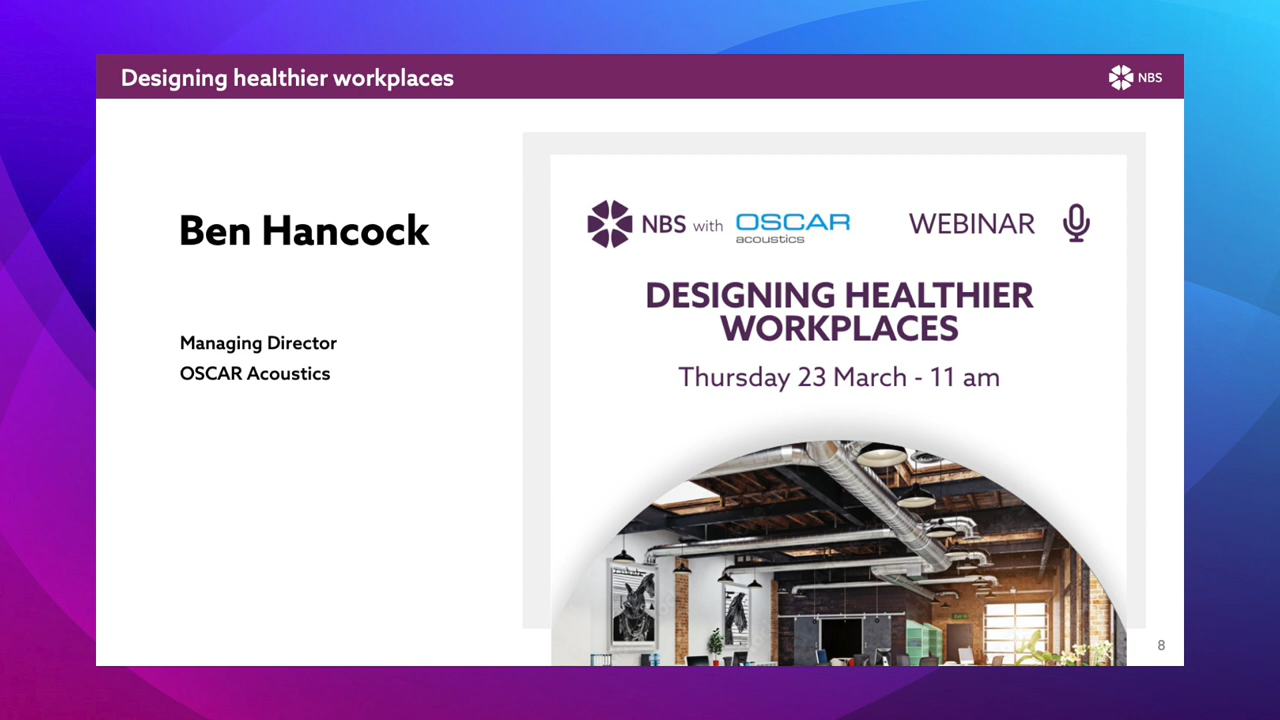 Designing healthier workplaces
NBS
Ben Hancock
Managing Director
OSCAR Acoustics
NBS with OSCAR acoustics WEBINAR
DESIGNING HEALTHIER
WORKPLACES
Thursday 23 March - 11 am
8